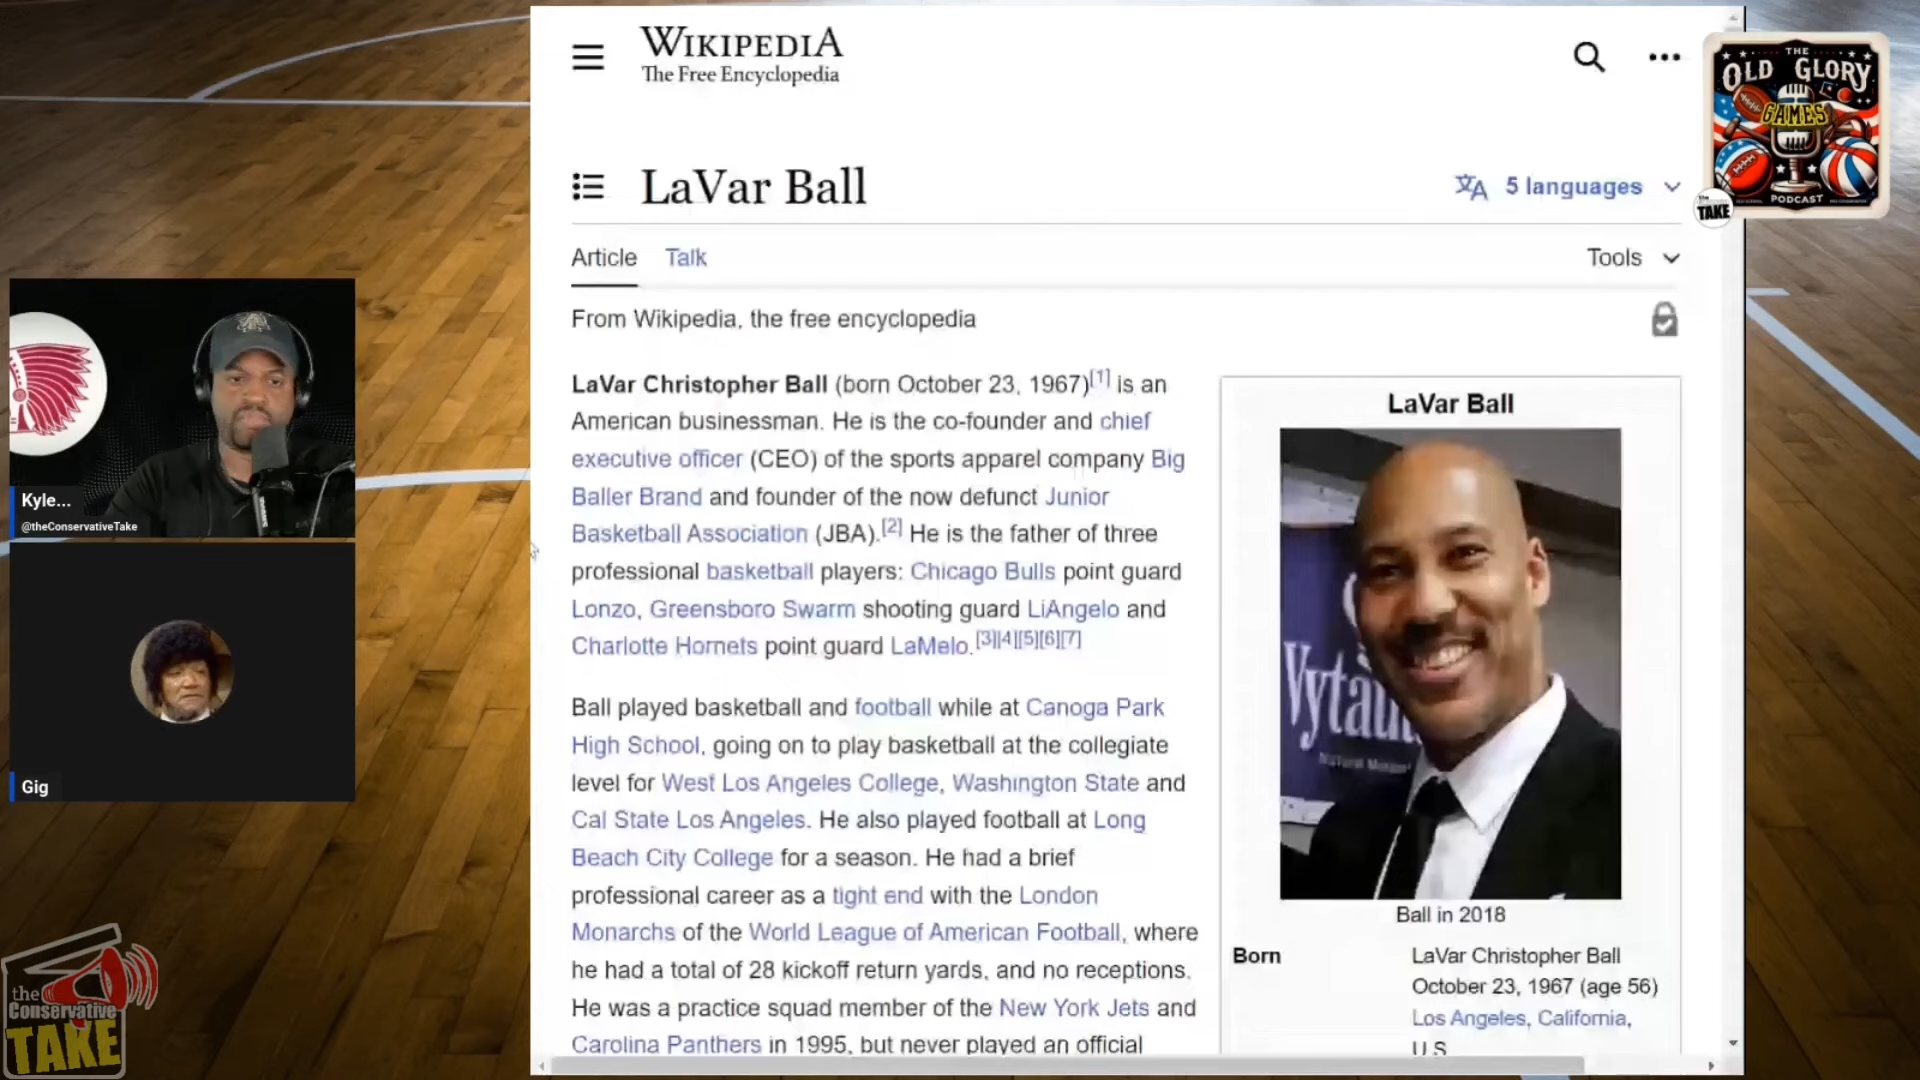 WIKIPEDIA
The Free Encyclopedia
LaVar Ball
5 languages
Article
Talk
Tools
From Wikipedia, the free encyclopedia
LaVar Christopher Ball (born October 23, 1967)[1] is an
American businessman. He is the co-founder and chief
executive officer (CEO) of the sports apparel company Big
Baller Brand and founder of the now defunct Junior
Basketball Association (JBA).[2] He is the father of three
professional basketball players: Chicago Bulls point guard
Lonzo, Greensboro Swarm shooting guard LiAngelo and
Charlotte Hornets point guard LaMelo.[3][4][5][6][7]
Ball played basketball and football while at Canoga Park
High School, going on to play basketball at the collegiate
level for West Los Angeles College, Washington State and
Cal State Los Angeles. He also played football at Long
Beach City College for a season. He had a brief
professional career as a tight end with the London
Monarchs of the World League of American Football, where
he had a total of 28 kickoff return yards, and no receptions.
He was a practice squad member of the New York Jets and
Carolina Panthers in 1995, but never played an official
LaVar Ball
Ball in 2018
Born
LaVar Christopher Ball
October 23, 1967 (age 56)
Los Angeles, California,
U.S
THE
OLD GLORY
GAMES
PODCAST
the
TAKE
Kyle...
@theConservativeTake
Gig
the
Conservative
TAKE